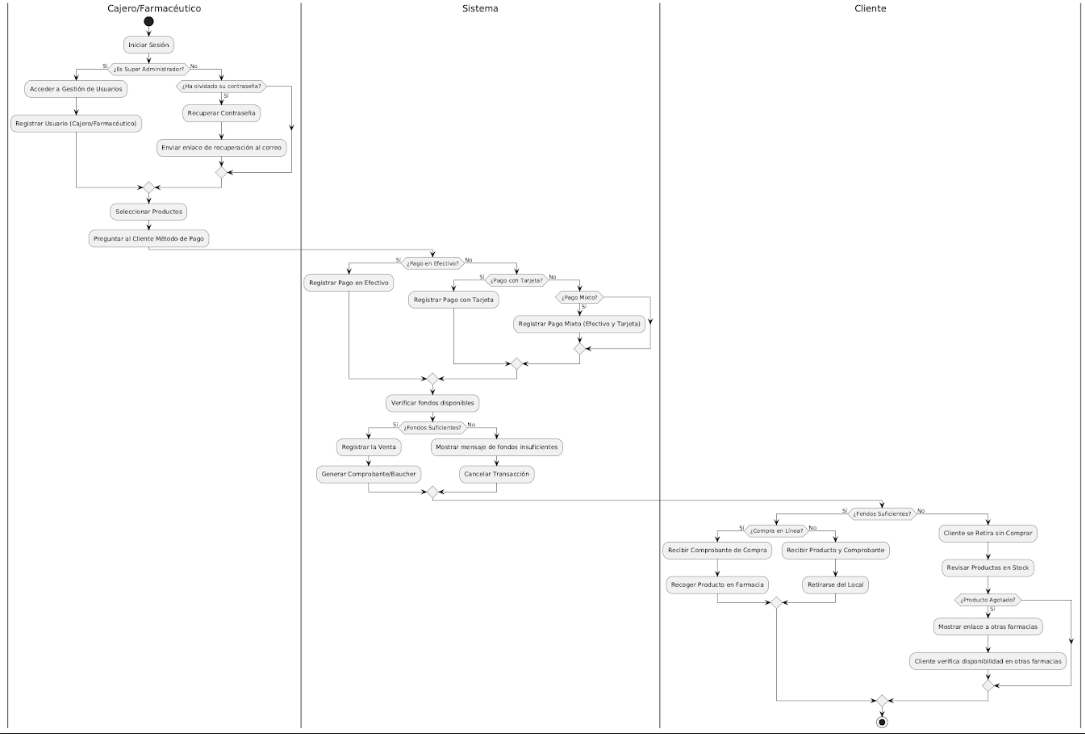 Cajero/Farmacéutico
Sistema
Cliente
Iniciar Sesión
¿Es Super Administrador?
Sí
No
Acceder a Gestión de Usuarios
Registrar Usuario (Cajero/Farmacéutico)
¿Ha olvidado su contraseña?
Sí
Recuperar Contraseña
Enviar enlace de recuperación al correo
Seleccionar Productos
Preguntar al Cliente Método de Pago
¿Pago en Efectivo?
Sí
No
Registrar Pago en Efectivo
¿Pago con Tarjeta?
Sí
No
Registrar Pago con Tarjeta
¿Pago Mixto?
Sí
Registrar Pago Mixto (Efectivo y Tarjeta)
Verificar fondos disponibles
¿Fondos Suficientes?
Sí
No
Registrar la Venta
Generar Comprobante/Baucher
Mostrar mensaje de fondos insuficientes
Cancelar Transacción
¿Fondos Suficientes?
Sí
No
¿Compra en Línea?
Sí
No
Recibir Comprobante de Compra
Recoger Producto en Farmacia
Recibir Producto y Comprobante
Retirarse del Local
Cliente se Retira sin Comprar
Revisar Productos en Stock
¿Producto Agotado?
Sí
Mostrar enlace a otras farmacias
Cliente verifica disponibilidad en otras farmacias